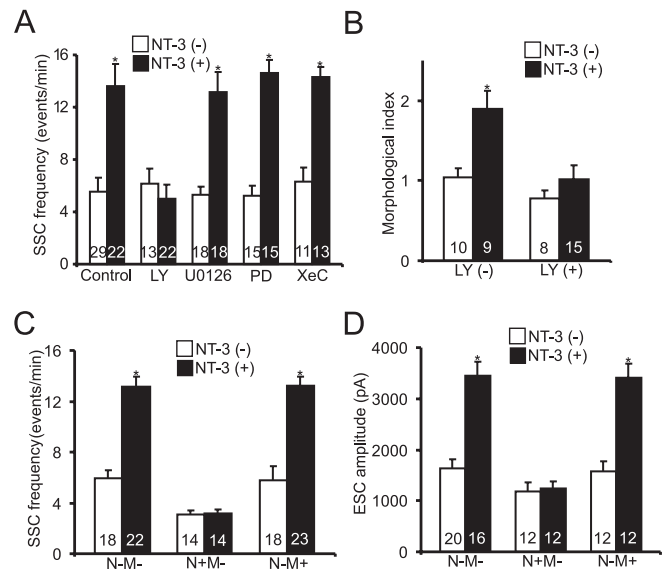 A
NT-3 (-)
NT-3 (+)
SSC frequency (events/min)
16
12
8
4
0
* * * *
29 22 13 22 18 18 15 15 11 13
Control LY U0126 PD XeC
B
NT-3 (-)
NT-3 (+)
Morphological index
2
1
0
*
10 9 8 15
LY (-) LY (+)
C
NT-3 (-)
NT-3 (+)
SSC frequency(events/min)
16
12
8
4
0
* *
18 22 14 14 18 23
N-M- N+M- N-M+
D
NT-3 (-)
NT-3 (+)
ESC amplitude (pA)
4000
3000
2000
1000
0
* *
20 16 12 12 12 12
N-M- N+M- N-M+